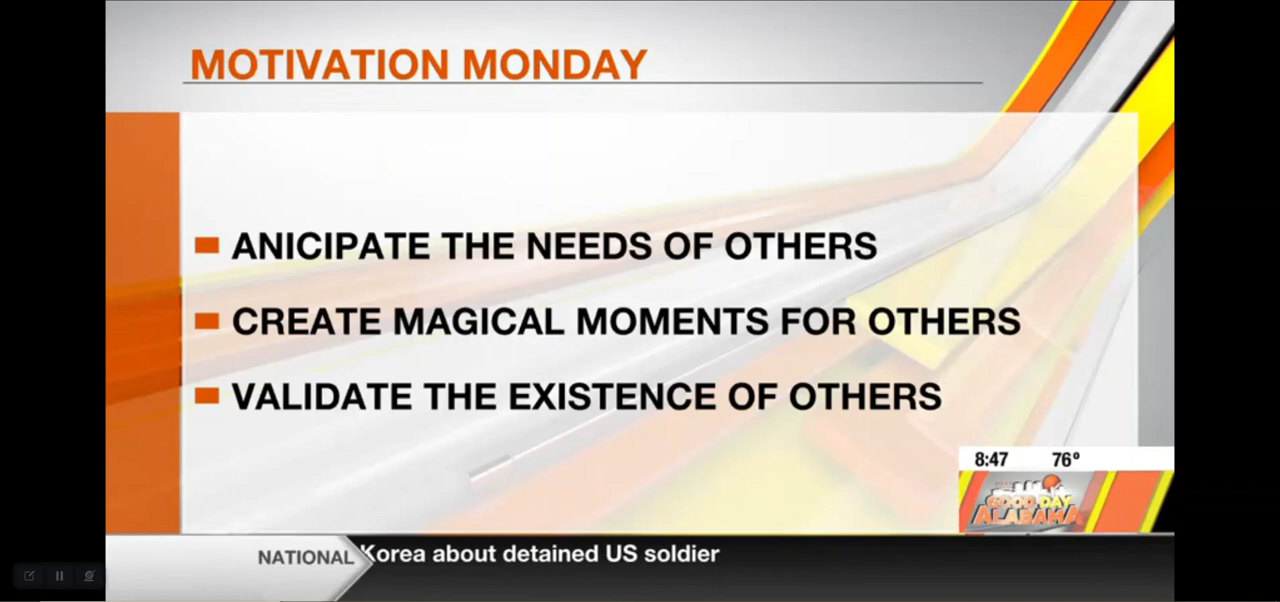 MOTIVATION MONDAY
ANICIPATE THE NEEDS OF OTHERS
CREATE MAGICAL MOMENTS FOR OTHERS
VALIDATE THE EXISTENCE OF OTHERS
8:47 76°
GOOD DAY
ALABAMA
NATIONAL Korea about detained US soldier